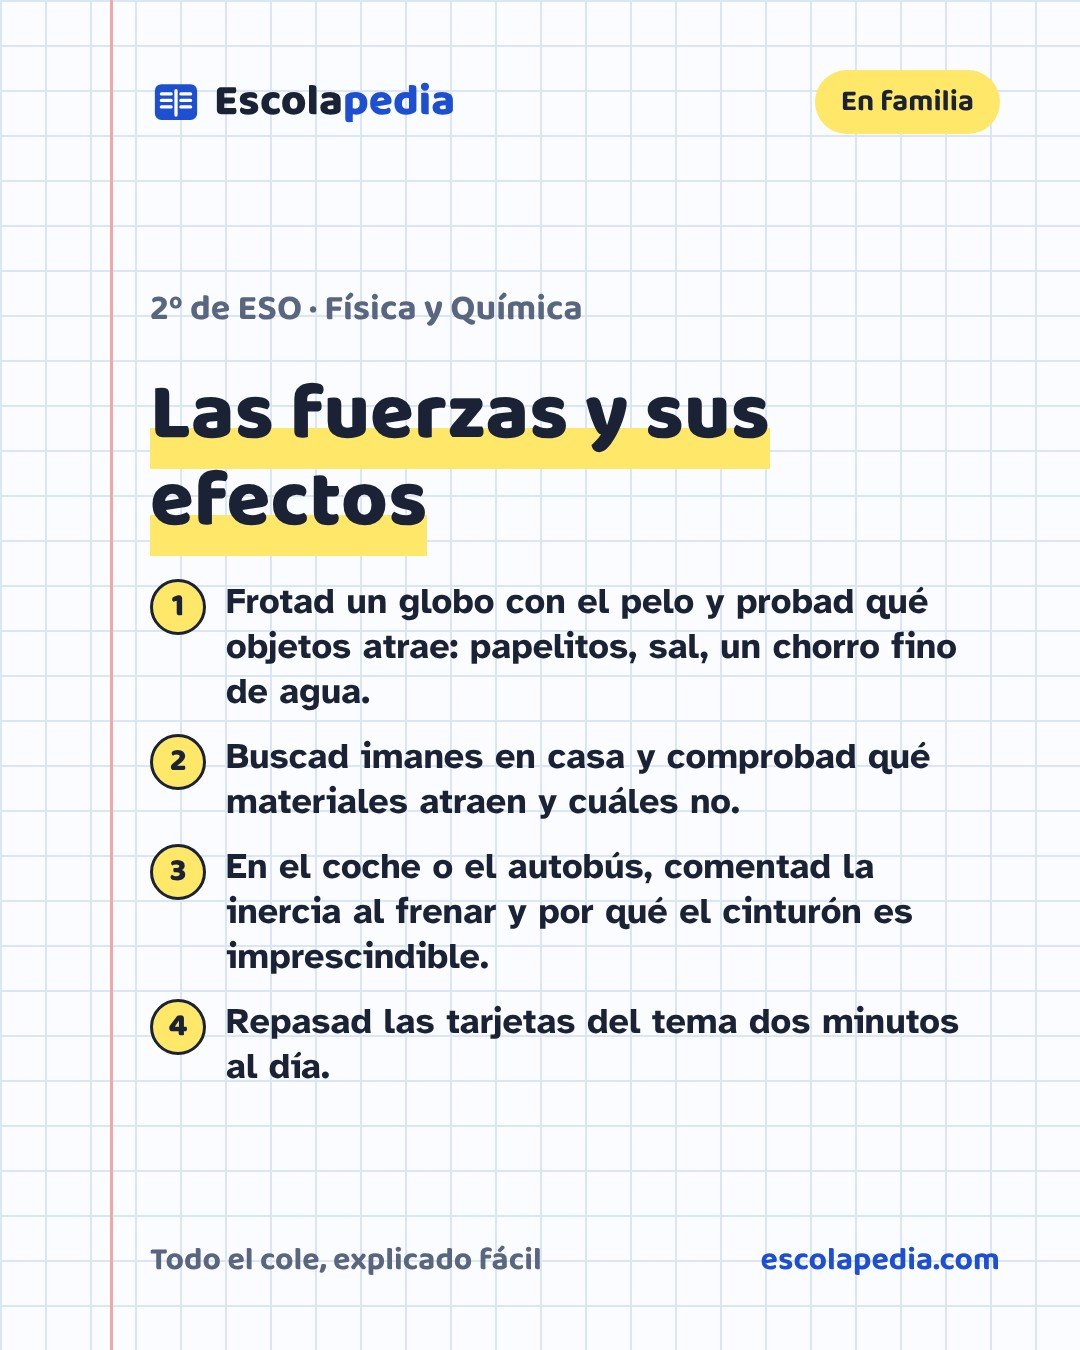 Escolapedia
En familia
2º de ESO · Física y Química
Las fuerzas y sus
efectos
1 Frotad un globo con el pelo y probad qué
objetos atrae: papelitos, sal, un chorro fino
de agua.
2 Buscad imanes en casa y comprobad qué
materiales atraen y cuáles no.
3 En el coche o el autobús, comentad la
inercia al frenar y por qué el cinturón es
imprescindible.
4 Repasad las tarjetas del tema dos minutos
al día.
Todo el cole, explicado fácil
escolapedia.com